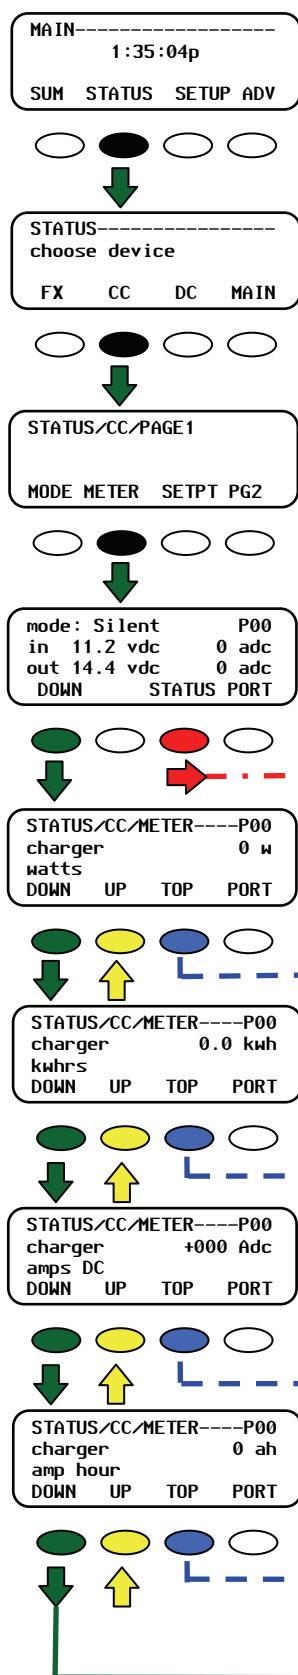 MAIN-------------------
1:35:04p
SUM STATUS SETUP ADV
STATUS-----------------
choose device
FX CC DC MAIN
STATUS/CC/PAGE1
MODE METER SETPT PG2
mode: Silent P00
in 11.2 vdc 0 adc
out 14.4 vdc 0 adc
DOWN STATUS PORT
STATUS/CC/METER----P00
charger 0 w
watts
DOWN UP TOP PORT
STATUS/CC/METER----P00
charger 0.0 kwh
kwhrs
DOWN UP TOP PORT
STATUS/CC/METER----P00
charger +000 Adc
amps DC
DOWN UP TOP PORT
STATUS/CC/METER----P00
charger 0 ah
amp hour
DOWN UP TOP PORT